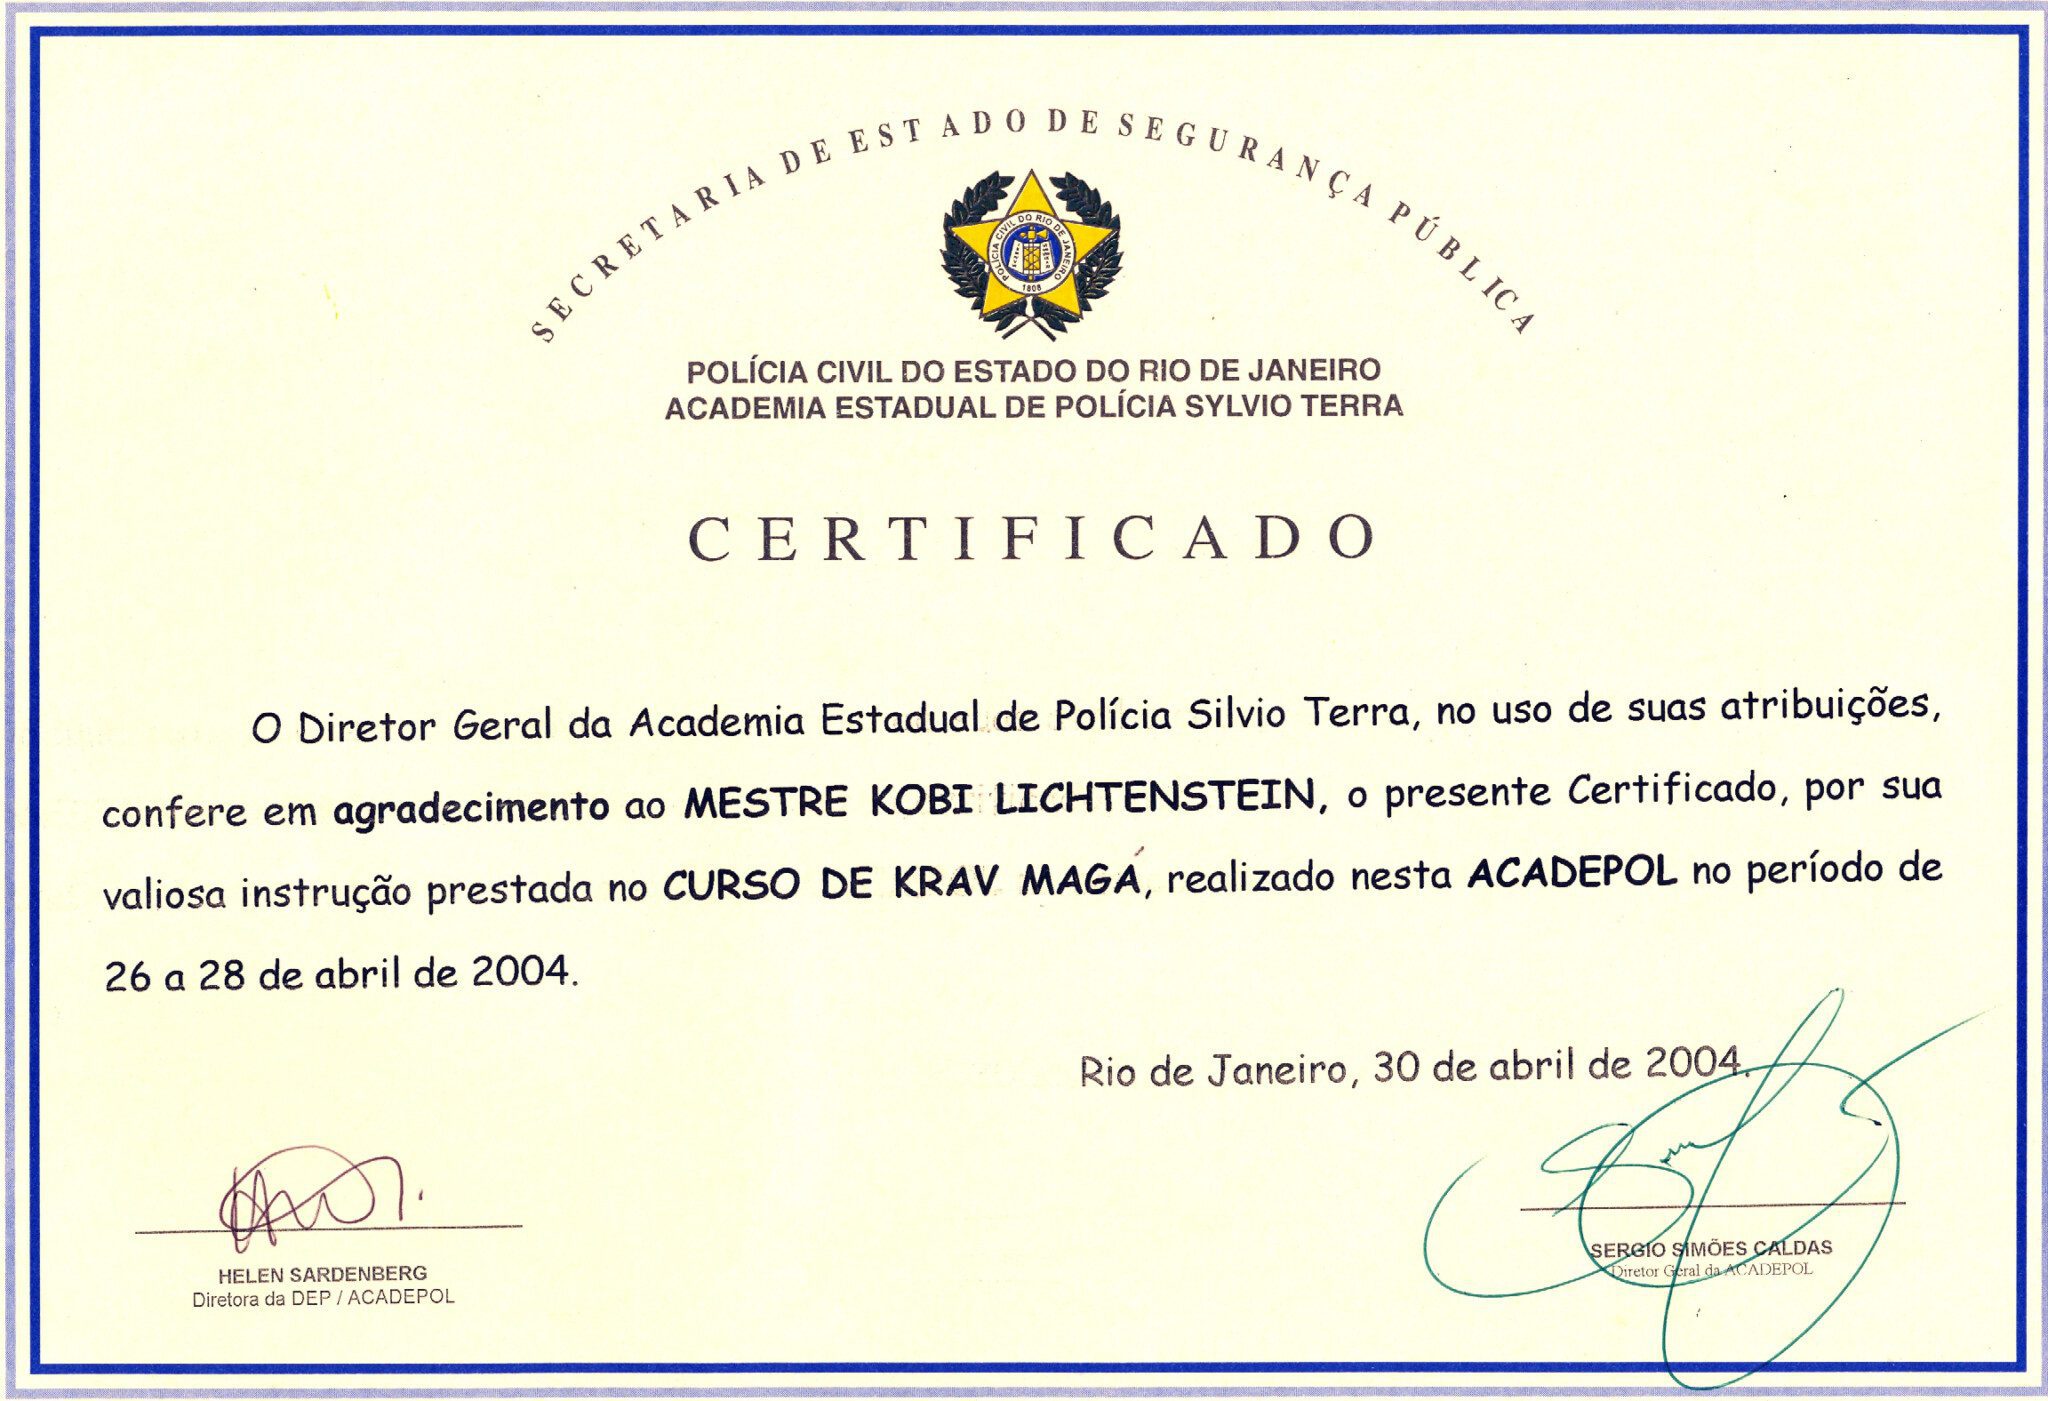 SECRETARIA DE ESTADO DE SEGURANÇA PÚBLICA
POLÍCIA CIVIL DO RIO DE JANEIRO
1808
POLÍCIA CIVIL DO ESTADO DO RIO DE JANEIRO
ACADEMIA ESTADUAL DE POLÍCIA SYLVIO TERRA
CERTIFICADO
O Diretor Geral da Academia Estadual de Polícia Silvio Terra, no uso de suas atribuições,
confere em agradecimento ao MESTRE KOBI LICHTENSTEIN, o presente Certificado, por sua
valiosa instrução prestada no CURSO DE KRAV MAGÁ, realizado nesta ACADEPOL no período de
26 a 28 de abril de 2004.
Rio de Janeiro, 30 de abril de 2004.
HELEN SARDENBERG
Diretora da DEP / ACADEPOL
SERGIO SIMÕES CALDAS
Diretor Geral da ACADEPOL